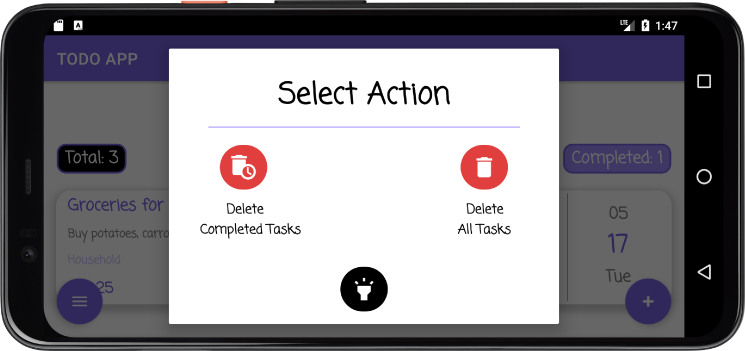 LTE 1:47
TODO APP
Select Action
Total: 3
Completed: 1
Delete
Completed Tasks
Delete
All Tasks
Groceries for
Buy potatoes, carro
Household
25
05
17
Tue